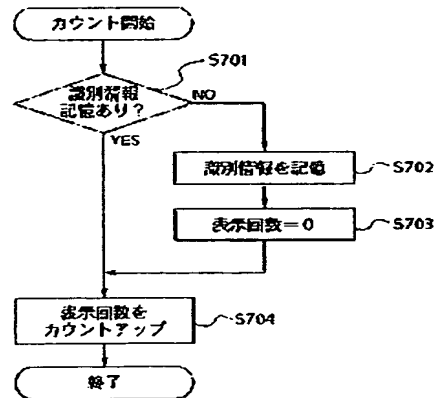 カウント開始
S701
識別情報
記憶あり?
NO
YES
識別情報を記憶
S702
表示回数=0
S703
表示回数を
カウントアップ
S704
終了